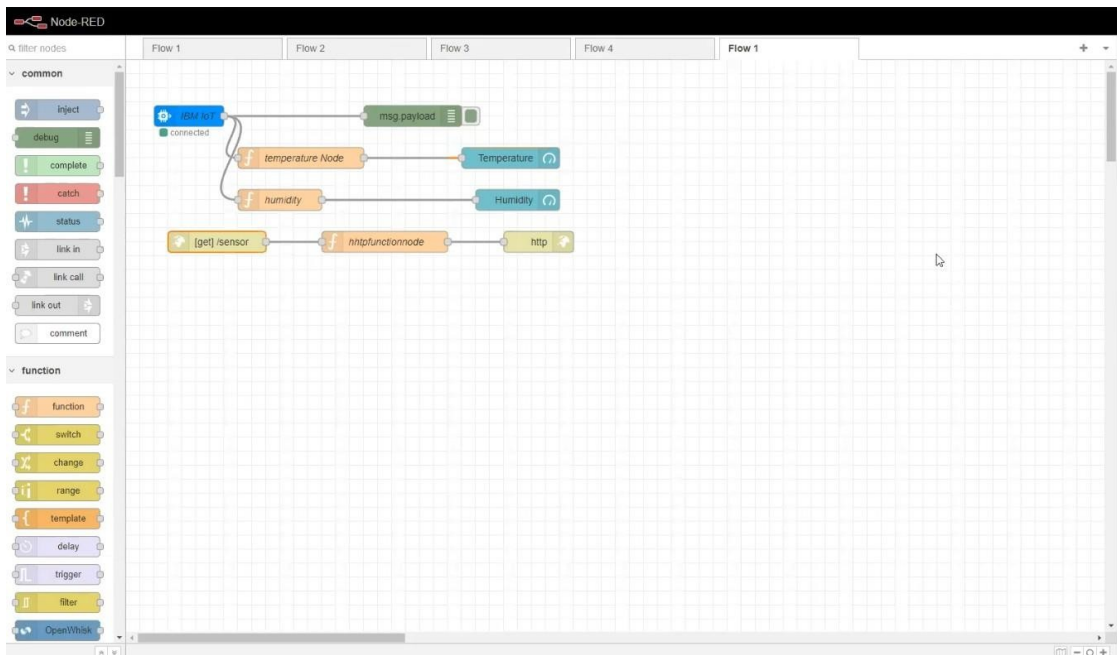 Node-RED
filter nodes
Flow 1
Flow 2
Flow 3
Flow 4
Flow 1
common
inject
debug
complete
catch
status
link in
link call
link out
comment
function
function
switch
change
range
template
delay
trigger
filter
OpenWhisk
IBM IoT
connected
msg.payload
temperature Node
Temperature
humidity
Humidity
[get] /sensor
hhtpfunctionnode
http